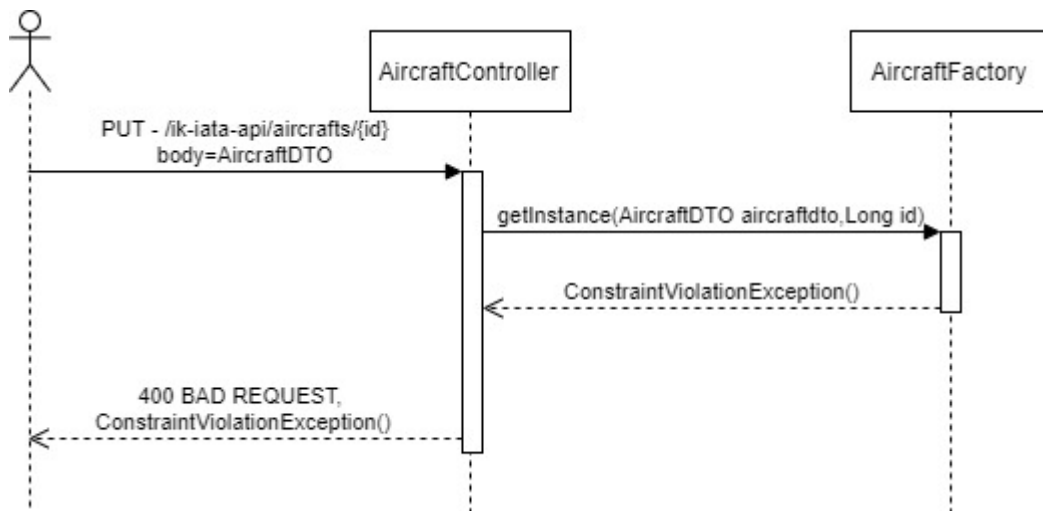 AircraftController
AircraftFactory
PUT - /ik-iata-api/aircrafts/{id}
body=AircraftDTO
getInstance(AircraftDTO aircraftdto,Long id)
ConstraintViolationException()
400 BAD REQUEST,
ConstraintViolationException()